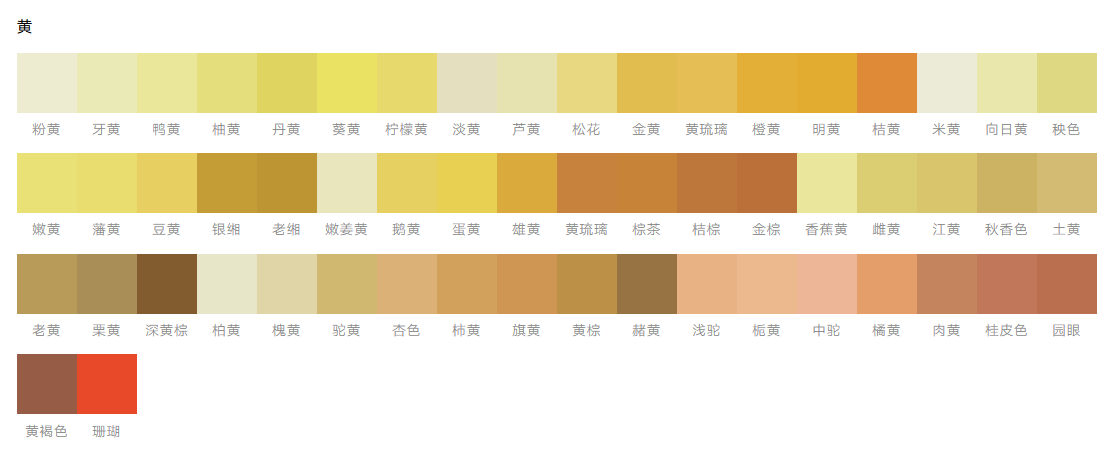 黄
粉黄 牙黄 鸭黄 柚黄 丹黄 葵黄 柠檬黄 淡黄 芦黄 松花 金黄 黄琉璃 橙黄 明黄 桔黄 米黄 向日黄 秧色
嫩黄 藩黄 豆黄 银缃 老缃 嫩姜黄 鹅黄 蛋黄 雄黄 黄琉璃 棕茶 桔棕 金棕 香蕉黄 雌黄 江黄 秋香色 土黄
老黄 栗黄 深黄棕 柏黄 槐黄 驼黄 杏色 柿黄 旗黄 黄棕 赭黄 浅驼 栀黄 中驼 橘黄 肉黄 桂皮色 园眼
黄褐色 珊瑚